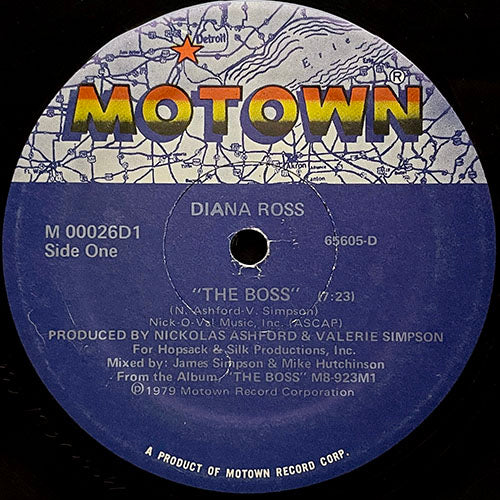 Detroit
Erie
MOTOWN®
Akron
DIANA ROSS
M 00026D1
Side One
65605-D
"THE BOSS" (7:23)
(N. Ashford-V. Simpson)
Nick-O-Val Music, Inc. (ASCAP)
PRODUCED BY NICKOLAS ASHFORD & VALERIE SIMPSON
For Hopsack & Silk Productions, Inc.
Mixed by: James Simpson & Mike Hutchinson
From the Album, "THE BOSS" M8-923M1
℗1979 Motown Record Corporation
A PRODUCT OF MOTOWN RECORD CORP.